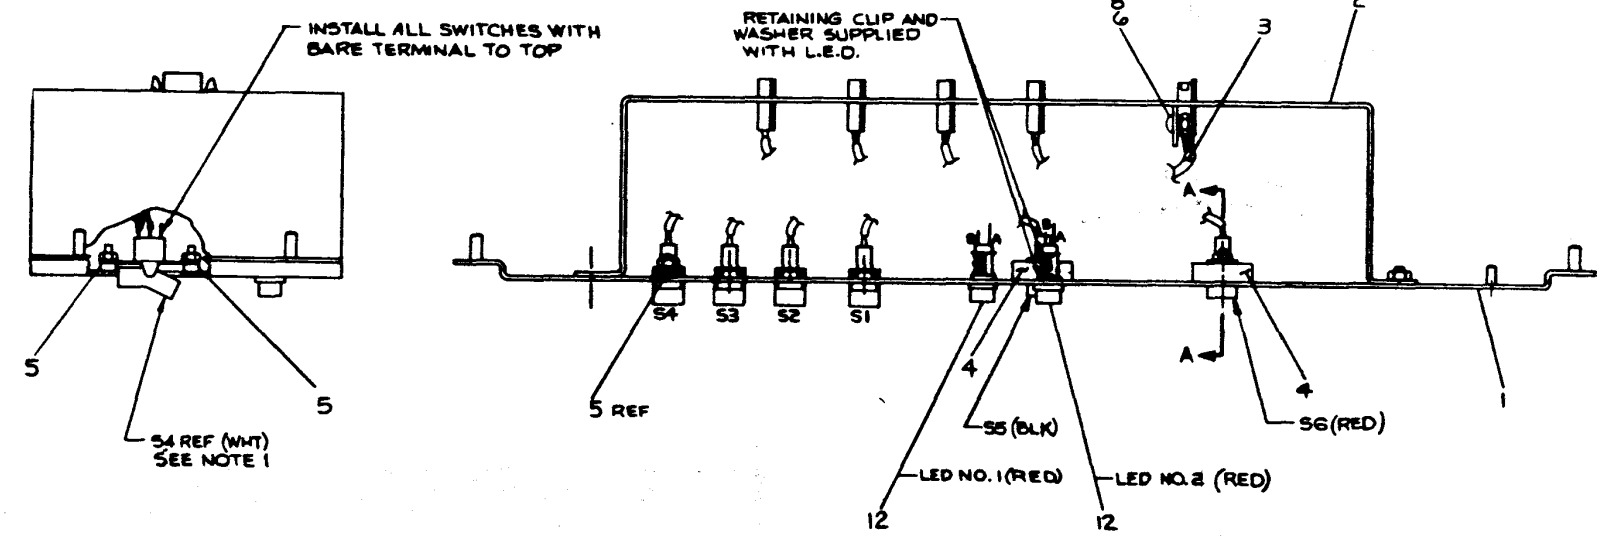 INSTALL ALL SWITCHES WITH
BARE TERMINAL TO TOP
RETAINING CLIP AND
WASHER SUPPLIED
WITH L.E.D.
6
3
2
A
B A
B A
S4
S3
S2
S1
A
5
5
5 REF
4
4
1
S4 REF (WHT)
SEE NOTE 1
S5 (BLK)
S6 (RED)
LED NO. 1 (RED)
LED NO. 2 (RED)
12
12